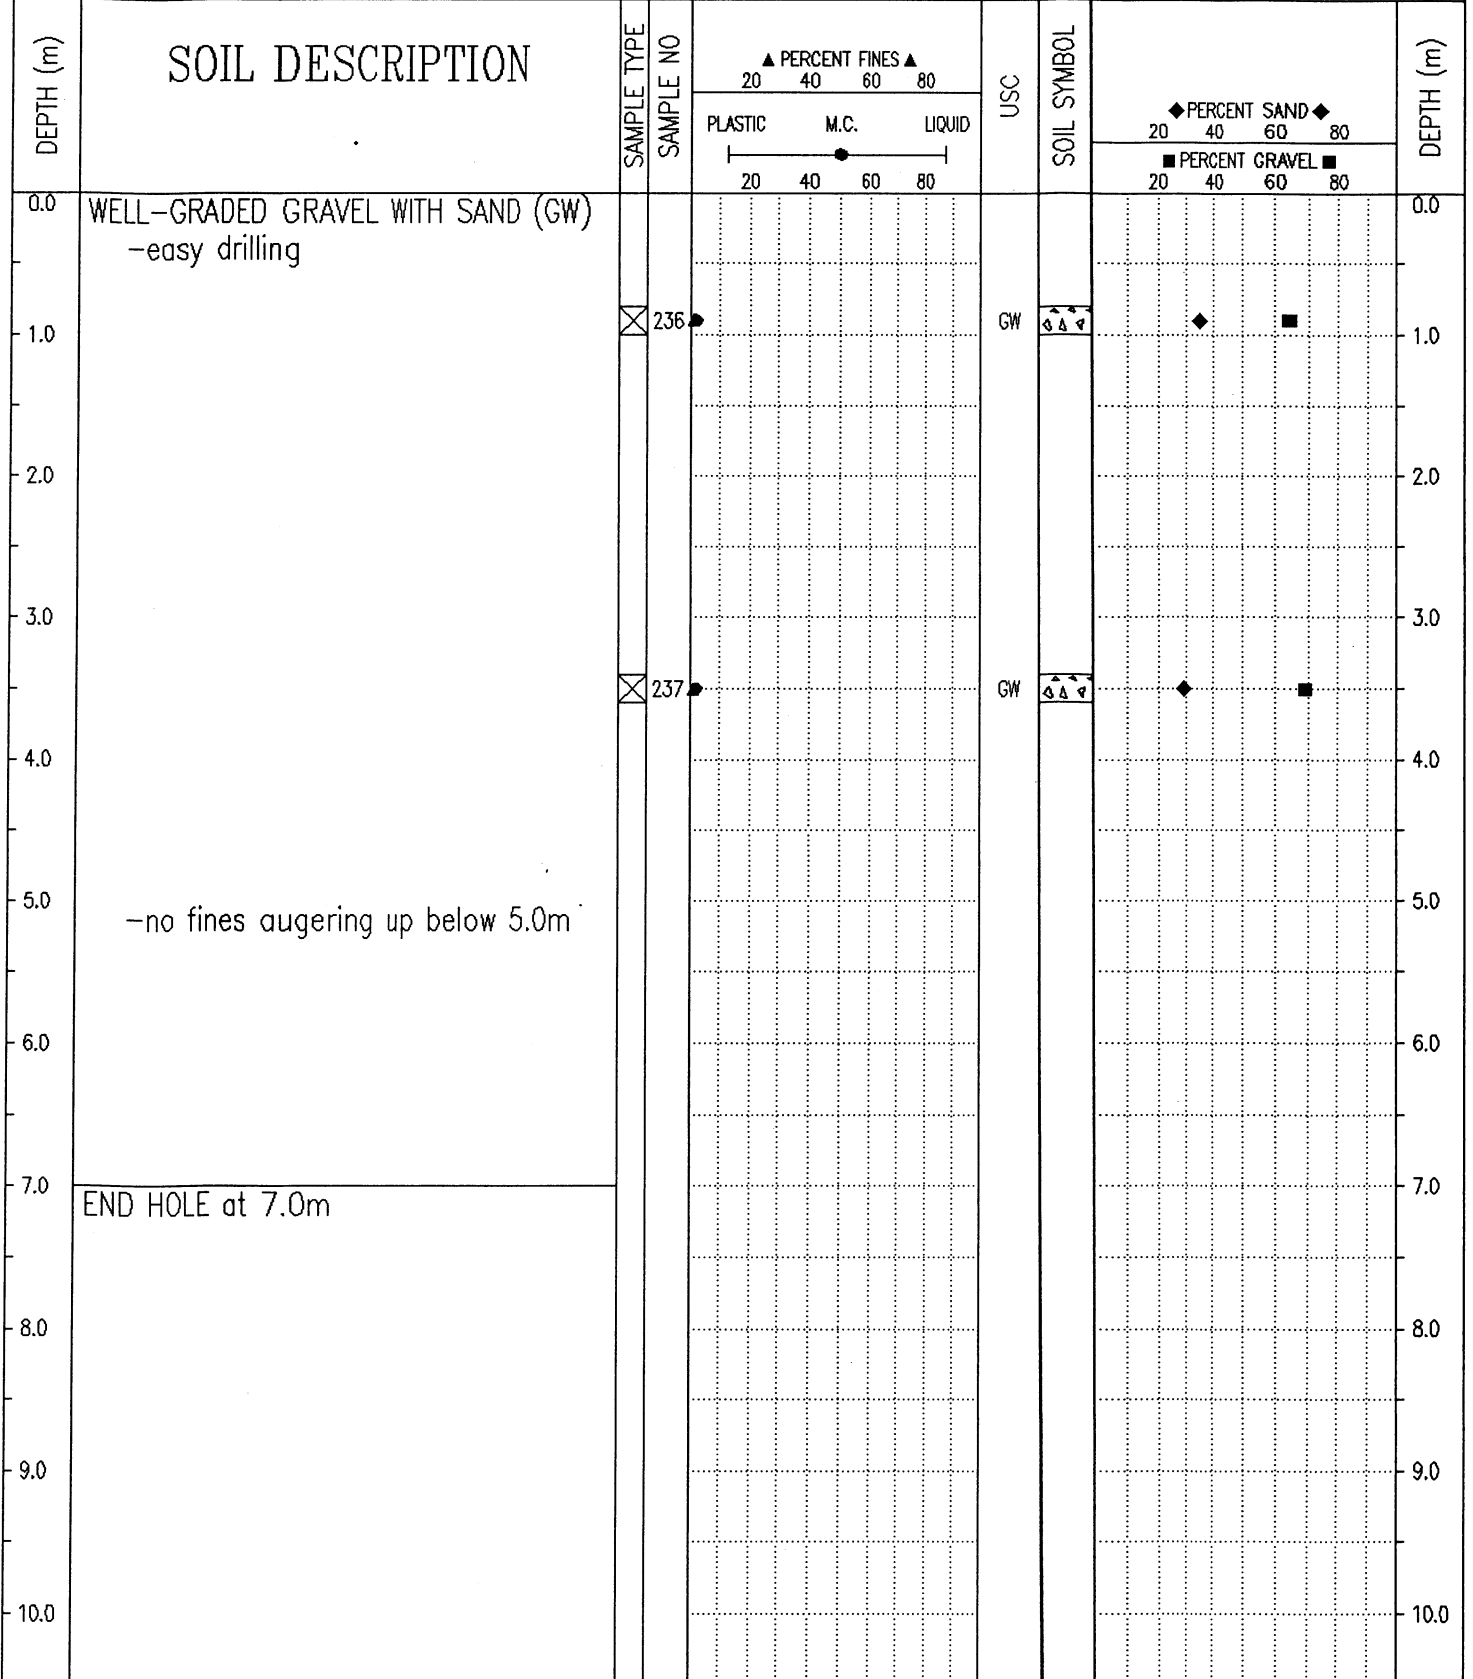 DEPTH (m)
SOIL DESCRIPTION
SAMPLE TYPE
SAMPLE NO
▲ PERCENT FINES ▲
20 40 60 80
PLASTIC M.C. LIQUID
20 40 60 80
USC
SOIL SYMBOL
◆PERCENT SAND◆
20 40 60 80
■PERCENT GRAVEL■
20 40 60 80
DEPTH (m)
0.0 WELL-GRADED GRAVEL WITH SAND (GW) 0.0
-easy drilling
236 GW
1.0 1.0
2.0 2.0
3.0 3.0
237 GW
4.0 4.0
5.0 5.0
-no fines augering up below 5.0m
6.0 6.0
7.0 7.0
END HOLE at 7.0m
8.0 8.0
9.0 9.0
10.0 10.0